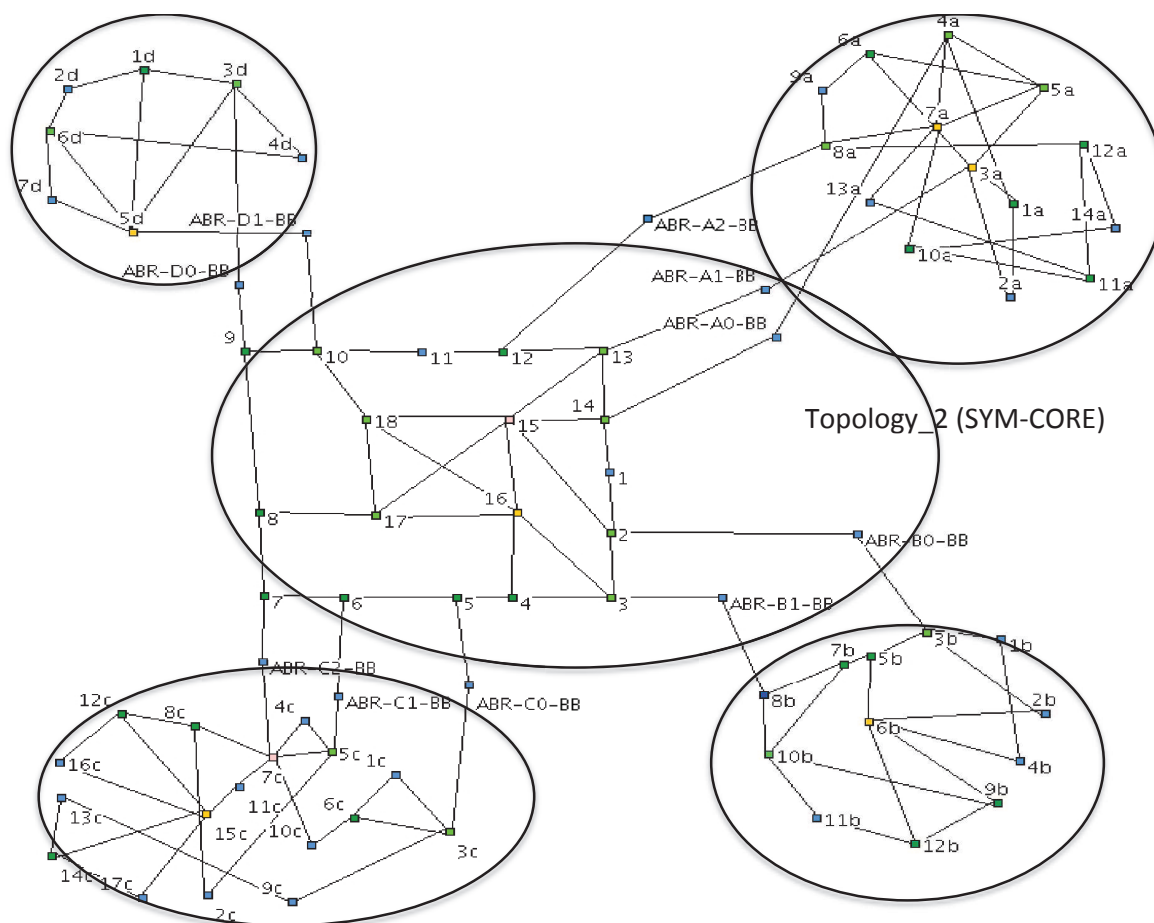 4a
1d
6a
3d
2d
9a
5a
7a
6d
4d
12a
8a
3a
7d
13a
1a
14a
5d
ABR-D1-BB
ABR-A2-BB
10a
ABR-D0-BB
ABR-A1-BB
11a
2a
ABR-A0-BB
9
10
11
12
13
14
Topology_2 (SYM-CORE)
18
15
1
16
8
17
2
ABR-B0-BB
7
6
5
4
3
ABR-B1-BB
3b
1b
7b
5b
ABR-C2-BB
12c
8c
4c
ABR-C1-BB
ABR-C0-BB
8b
2b
6b
5c
1c
16c
7c
10b
4b
11c
6c
9b
13c
15c
10c
3c
11b
12b
14c
17c
9c
2c